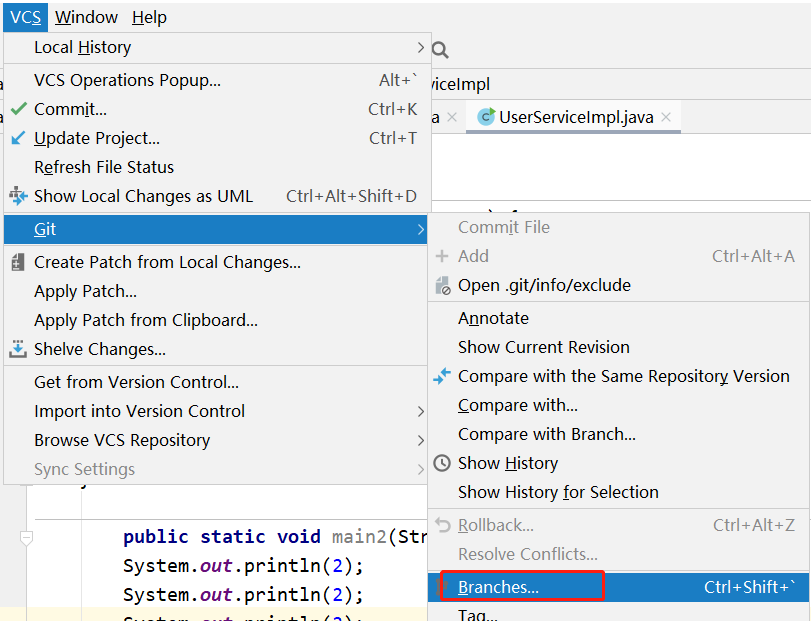 VCS Window Help
Local History
VCS Operations Popup... Alt+`
viceImpl
Commit... Ctrl+K
a UserServiceImpl.java
Update Project... Ctrl+T
Refresh File Status
Show Local Changes as UML Ctrl+Alt+Shift+D
Git
Commit File
Create Patch from Local Changes...
Add Ctrl+Alt+A
Apply Patch...
Open .git/info/exclude
Apply Patch from Clipboard...
Annotate
Shelve Changes...
Show Current Revision
Get from Version Control...
Compare with the Same Repository Version
Import into Version Control
Compare with...
Browse VCS Repository
Compare with Branch...
Sync Settings
Show History
Show History for Selection
public static void main2(Str
Rollback... Ctrl+Alt+Z
System.out.println(2);
Resolve Conflicts...
System.out.println(2);
Branches... Ctrl+Shift+`
System.out.println(2);
Tag...